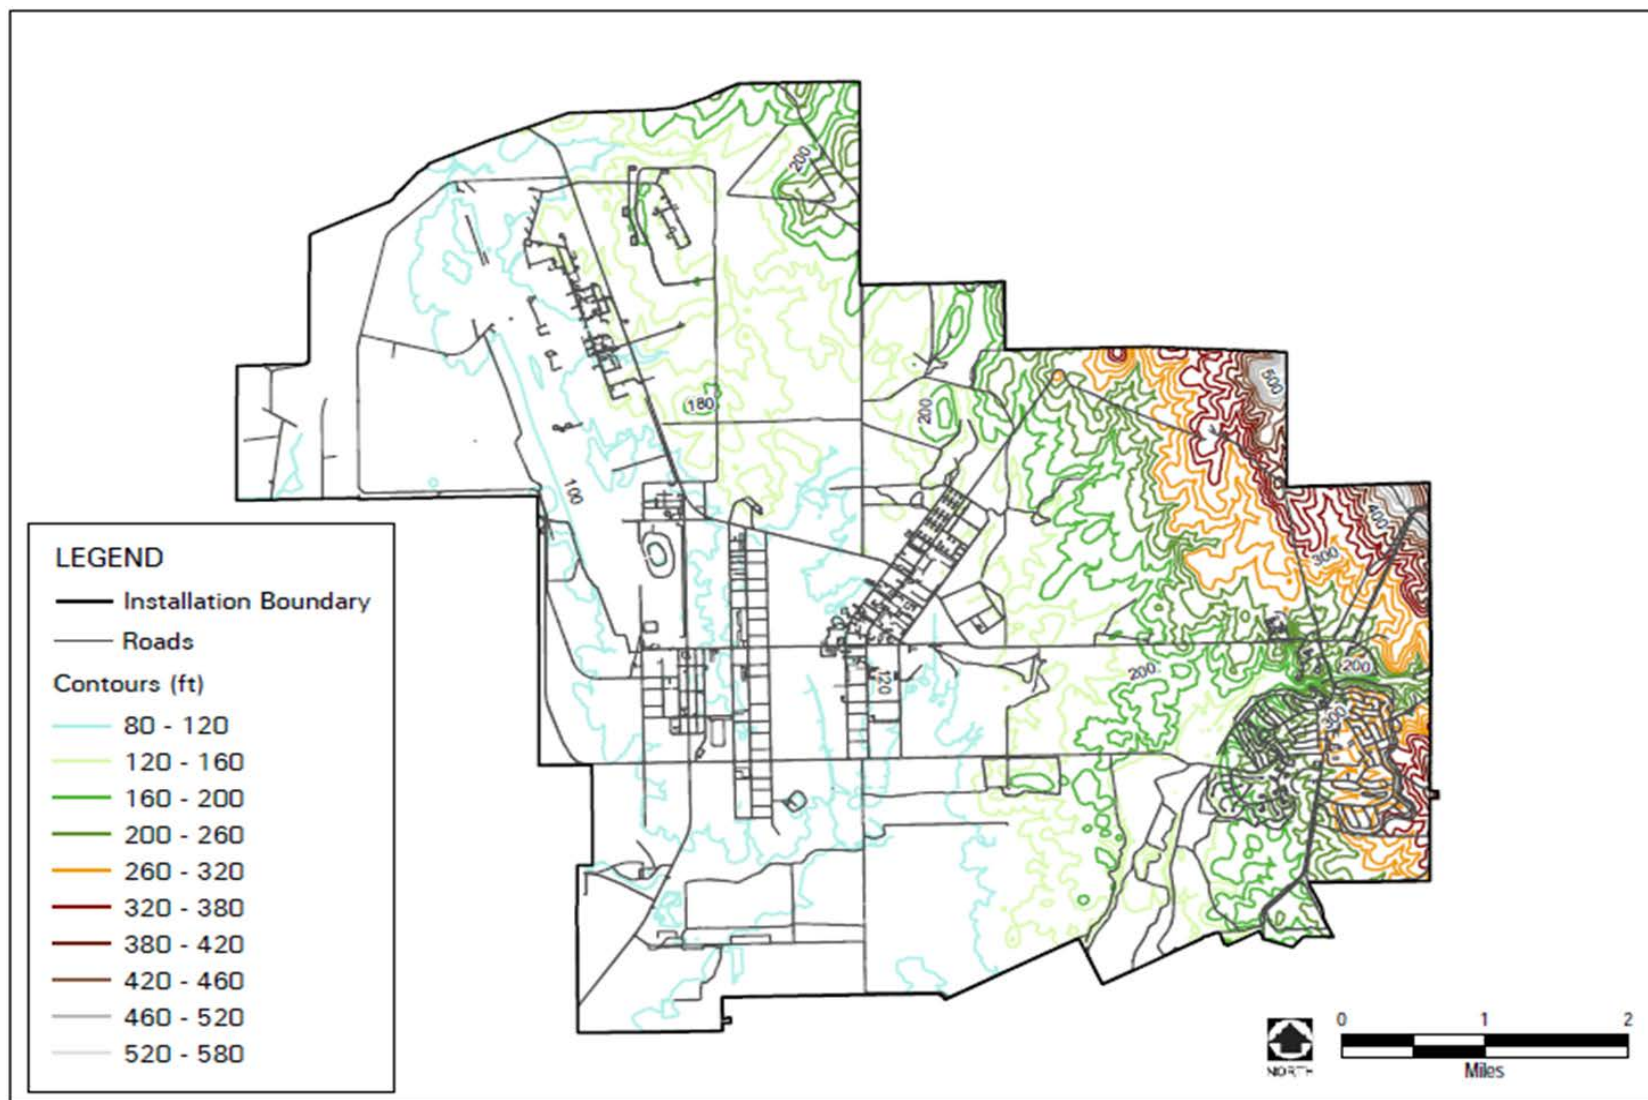 200
500
180
200
400
100
300
200
200
120
300
LEGEND
Installation Boundary
Roads
Contours (ft)
80 - 120
120 - 160
160 - 200
200 - 260
260 - 320
320 - 380
380 - 420
420 - 460
460 - 520
520 - 580
NORTH
0 1 2
Miles